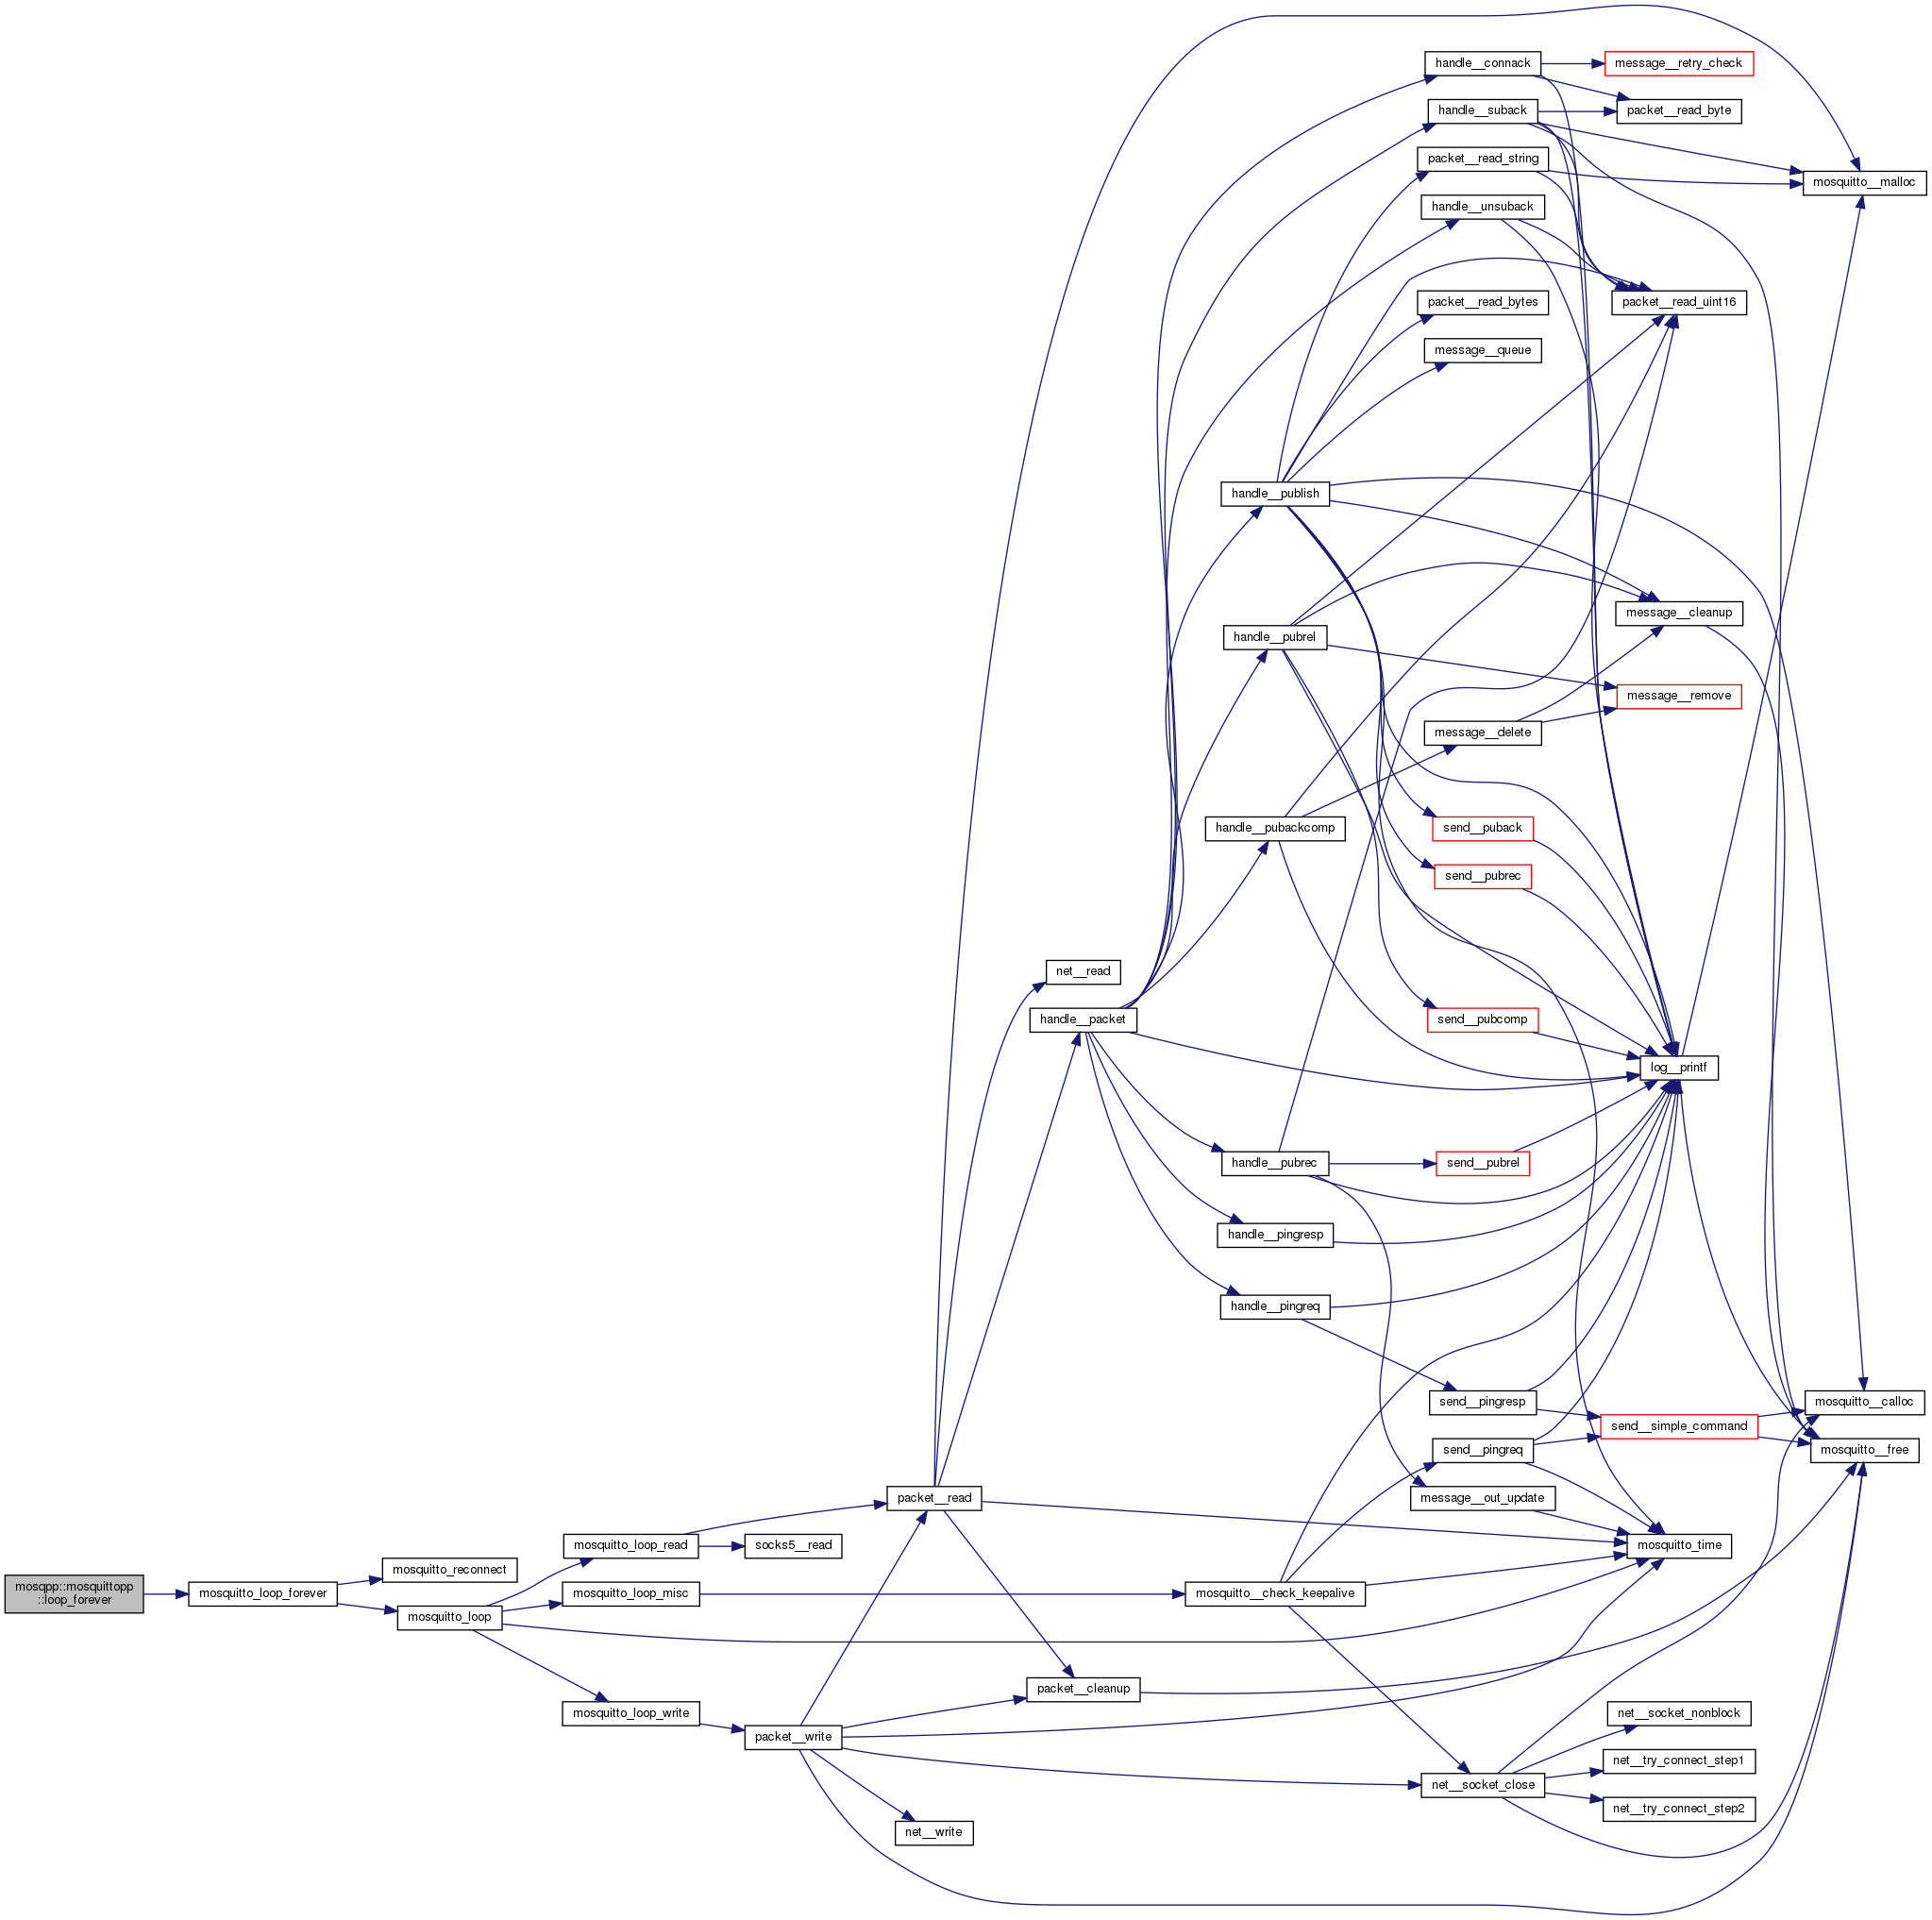 mosqpp::mosquittopp
::loop_forever
mosquitto_loop_forever
mosquitto_reconnect
mosquitto_loop
mosquitto_loop_read
mosquitto_loop_misc
mosquitto_loop_write
socks5__read
packet__write
packet__read
net__write
net__read
handle__packet
packet__cleanup
handle__publish
handle__pubrel
handle__pubackcomp
handle__pubrec
handle__pingresp
handle__pingreq
mosquitto__check_keepalive
handle__connack
handle__suback
packet__read_string
handle__unsuback
packet__read_bytes
message__queue
message__delete
send__puback
send__pubrec
send__pubcomp
send__pubrel
send__pingresp
send__pingreq
message__out_update
net__socket_close
message__retry_check
packet__read_byte
packet__read_uint16
message__cleanup
message__remove
log__printf
send__simple_command
mosquitto_time
net__socket_nonblock
net__try_connect_step1
net__try_connect_step2
mosquitto__malloc
mosquitto__calloc
mosquitto__free